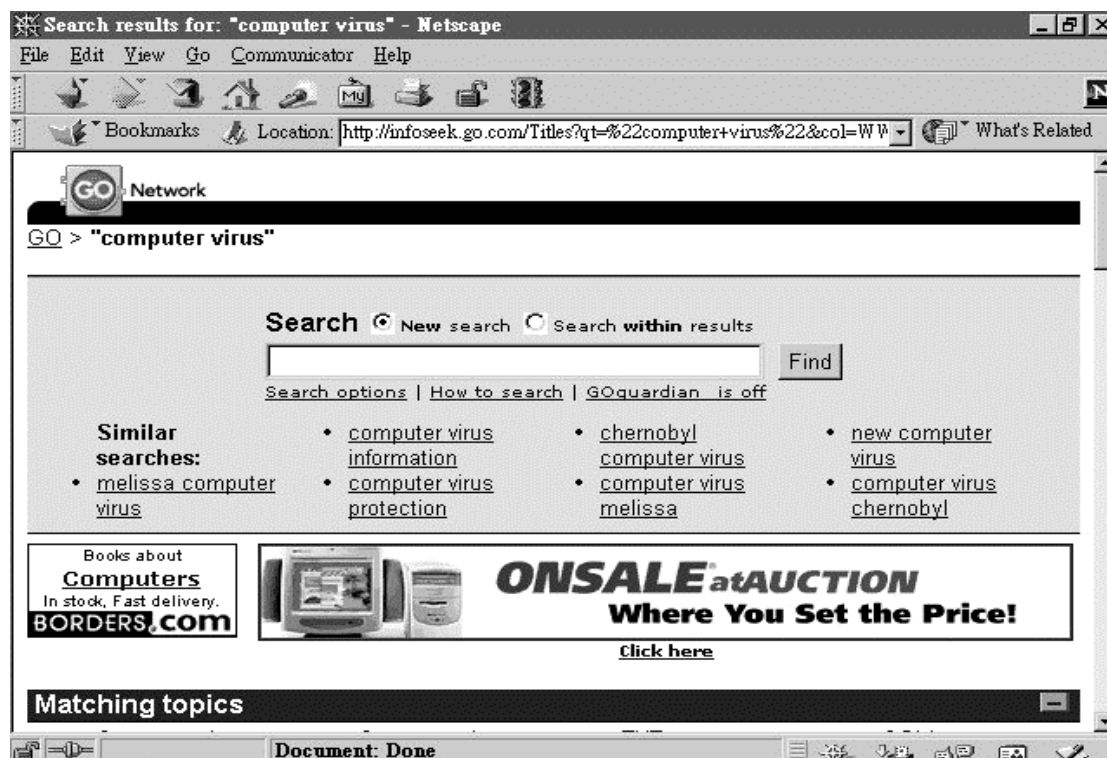 Search results for: "computer virus" - Netscape
File Edit View Go Communicator Help
My
N
Bookmarks Location: http://infoseek.go.com/Titles?qt=%22computer+virus%22&col=WW What's Related
GO Network
GO > "computer virus"
Search New search Search within results
Find
Search options | How to search | GOguardian is off
Similar searches:
• melissa computer virus
• computer virus information
• computer virus protection
• chernobyl computer virus
• computer virus melissa
• new computer virus
• computer virus chernobyl
Books about
Computers
In stock, Fast delivery.
BORDERS.com
ONSALE atAUCTION
Where You Set the Price!
Click here
Matching topics
Document: Done